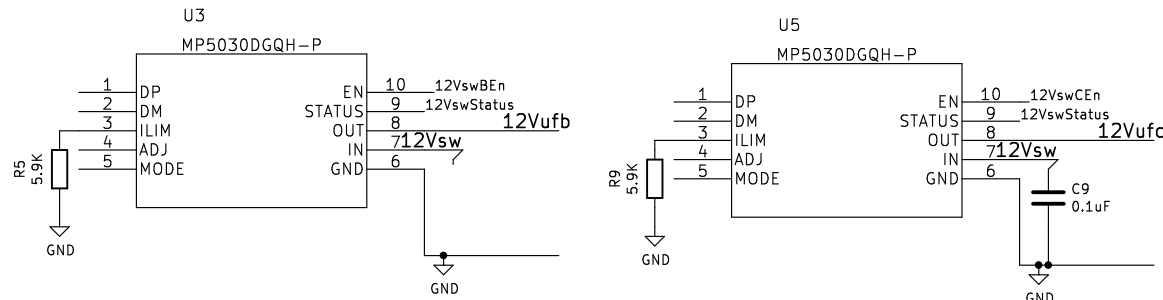 U3
MP5030DGQH-P
1 DP
2 DM
3 ILIM
4 ADJ
5 MODE
EN 10 12VswBEn
STATUS 9 12VswStatus
OUT 8 12Vufb
IN 7 12Vsw
GND 6
R5
5.9K
GND
GND
U5
MP5030DGQH-P
1 DP
2 DM
3 ILIM
4 ADJ
5 MODE
EN 10 12VswCEn
STATUS 9 12VswStatus
OUT 8 12Vufc
IN 7 12Vsw
GND 6
R9
5.9K
GND
C9
0.1uF
GND